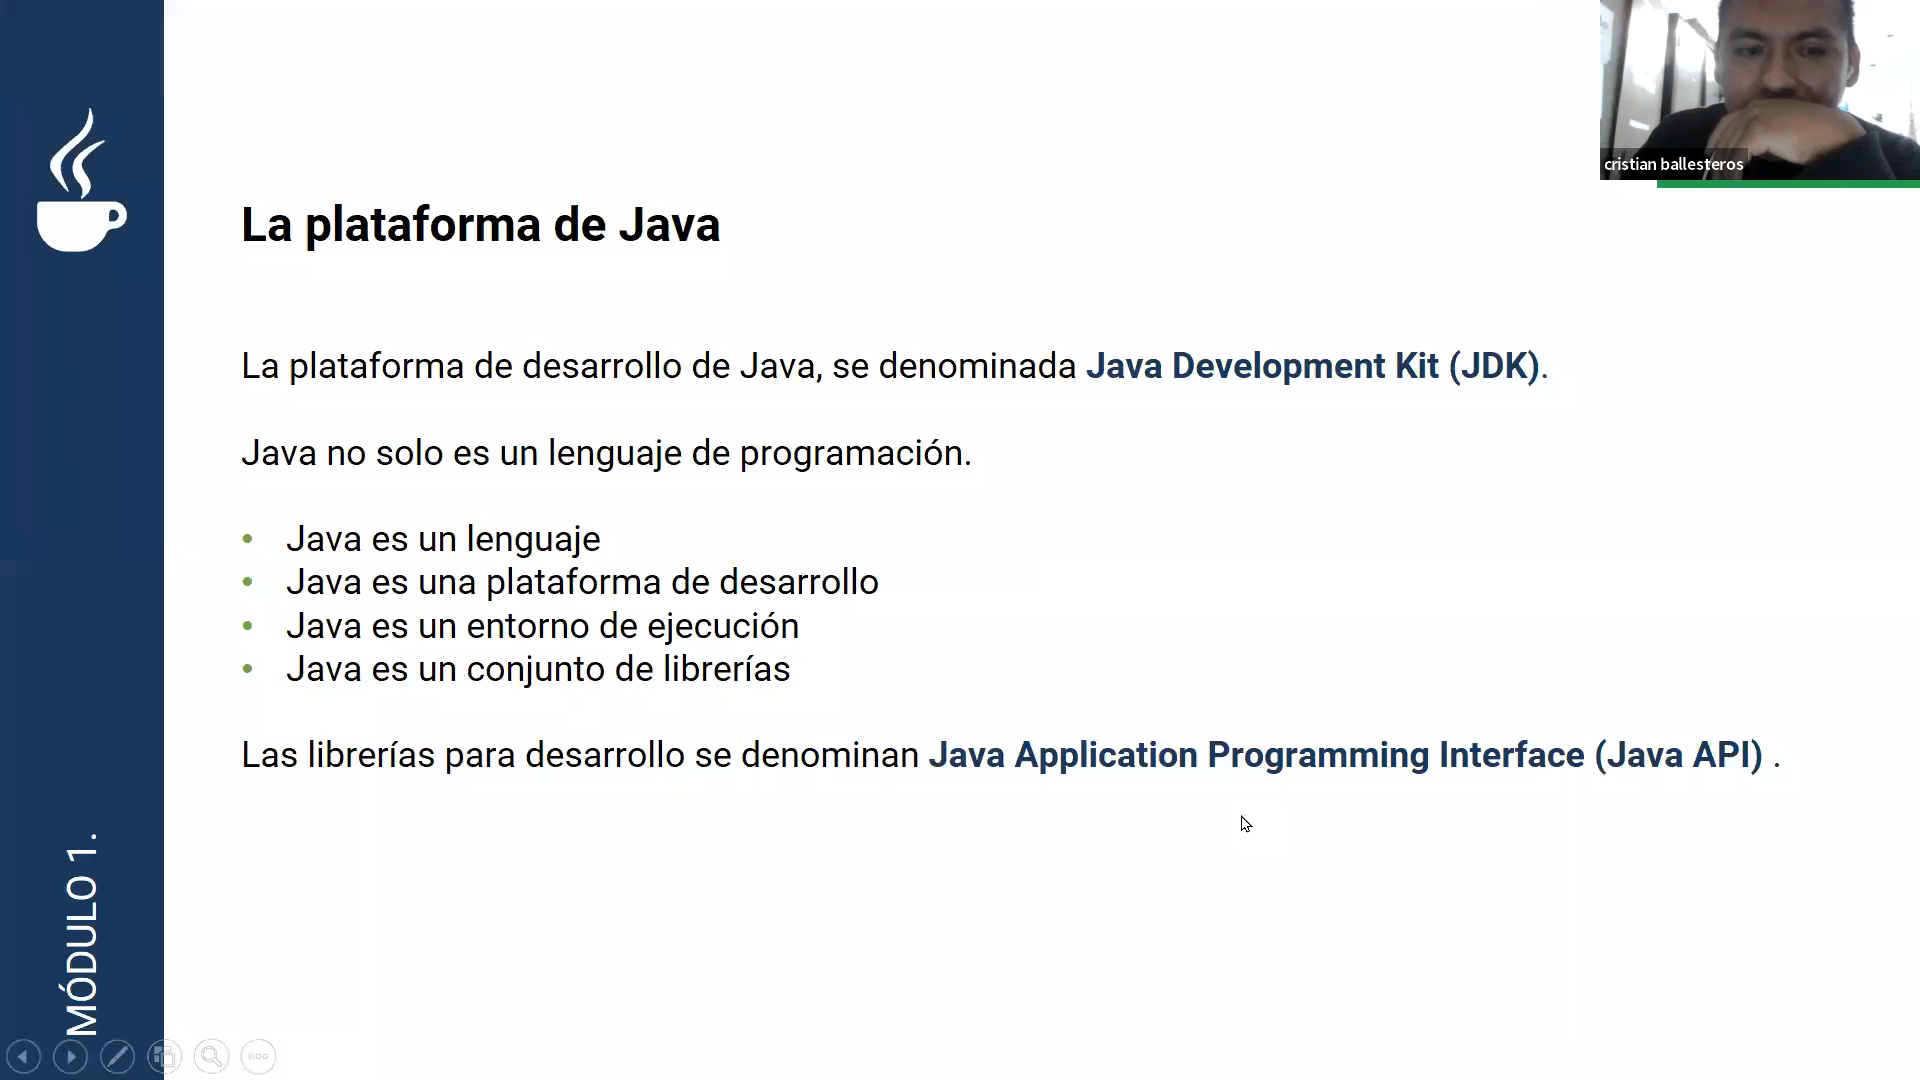 cristian ballesteros
La plataforma de Java
La plataforma de desarrollo de Java, se denominada Java Development Kit (JDK).
Java no solo es un lenguaje de programación.
• Java es un lenguaje
• Java es una plataforma de desarrollo
• Java es un entorno de ejecución
• Java es un conjunto de librerías
Las librerías para desarrollo se denominan Java Application Programming Interface (Java API) .
MÓDULO 1.